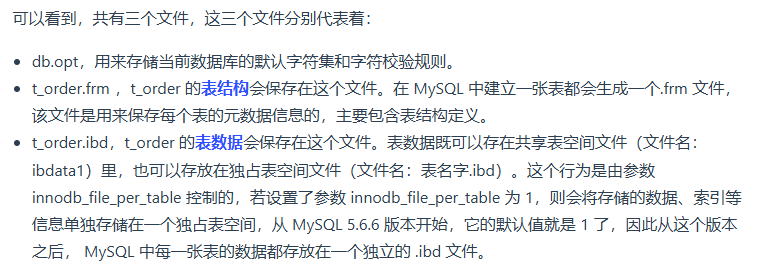 可以看到，共有三个文件，这三个文件分别代表着：
db.opt，用来存储当前数据库的默认字符集和字符校验规则。
t_order.frm ，t_order 的表结构会保存在这个文件。在 MySQL 中建立一张表都会生成一个.frm 文件，
该文件是用来保存每个表的元数据信息的，主要包含表结构定义。
t_order.ibd，t_order 的表数据会保存在这个文件。表数据既可以存在共享表空间文件（文件名：
ibdata1）里，也可以存放在独占表空间文件（文件名：表名字.ibd）。这个行为是由参数
innodb_file_per_table 控制的，若设置了参数 innodb_file_per_table 为 1，则会将存储的数据、索引等
信息单独存储在一个独占表空间，从 MySQL 5.6.6 版本开始，它的默认值就是 1 了，因此从这个版本
之后， MySQL 中每一张表的数据都存放在一个独立的 .ibd 文件。